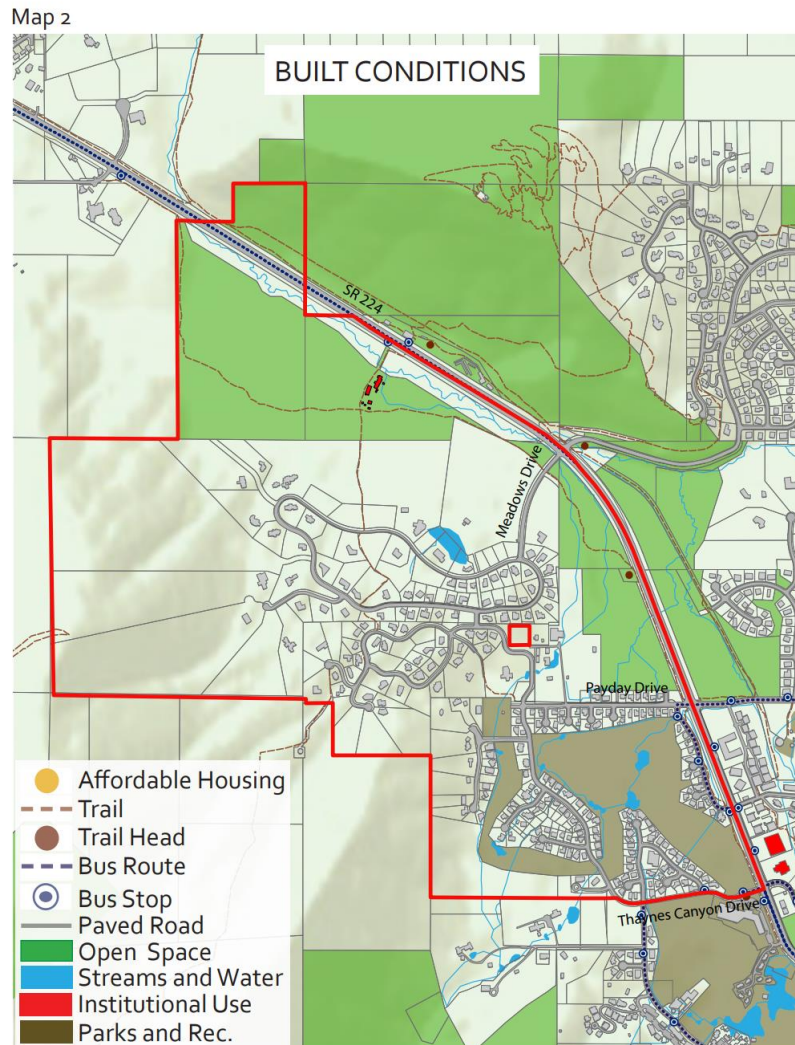 Map 2
BUILT CONDITIONS
SR 224
Meadows Drive
Payday Drive
Thaynes Canyon Drive
Affordable Housing
Trail
Trail Head
Bus Route
Bus Stop
Paved Road
Open Space
Streams and Water
Institutional Use
Parks and Rec.